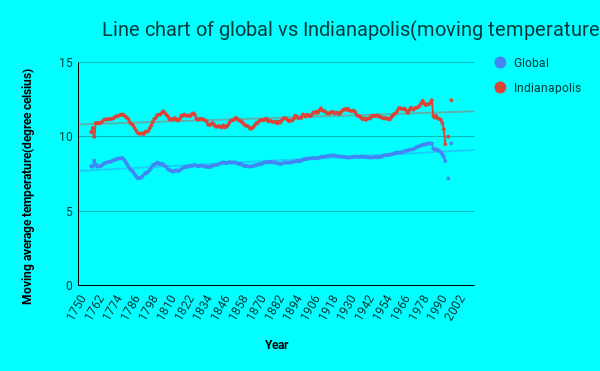 Line chart of global vs Indianapolis(moving temperature
Global
Indianapolis
Moving average temperature(degree celsius)
15
10
5
0
1750 1762 1774 1786 1798 1810 1822 1834 1846 1858 1870 1882 1894 1906 1918 1930 1942 1954 1966 1978 1990 2002
Year